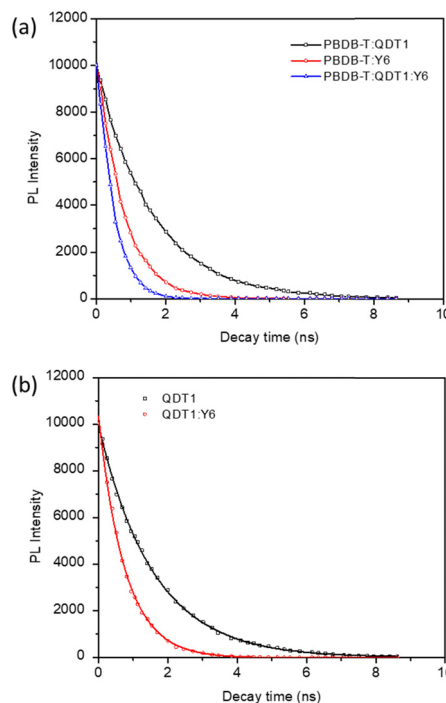 (a)
12000
10000
8000
6000
4000
2000
0
PL Intensity
PBDB-T:QDT1
PBDB-T:Y6
PBDB-T:QDT1:Y6
0 2 4 6 8 10
Decay time (ns)
(b)
12000
10000
8000
6000
4000
2000
0
PL Intensity
QDT1
QDT1:Y6
0 2 4 6 8 10
Decay time (ns)